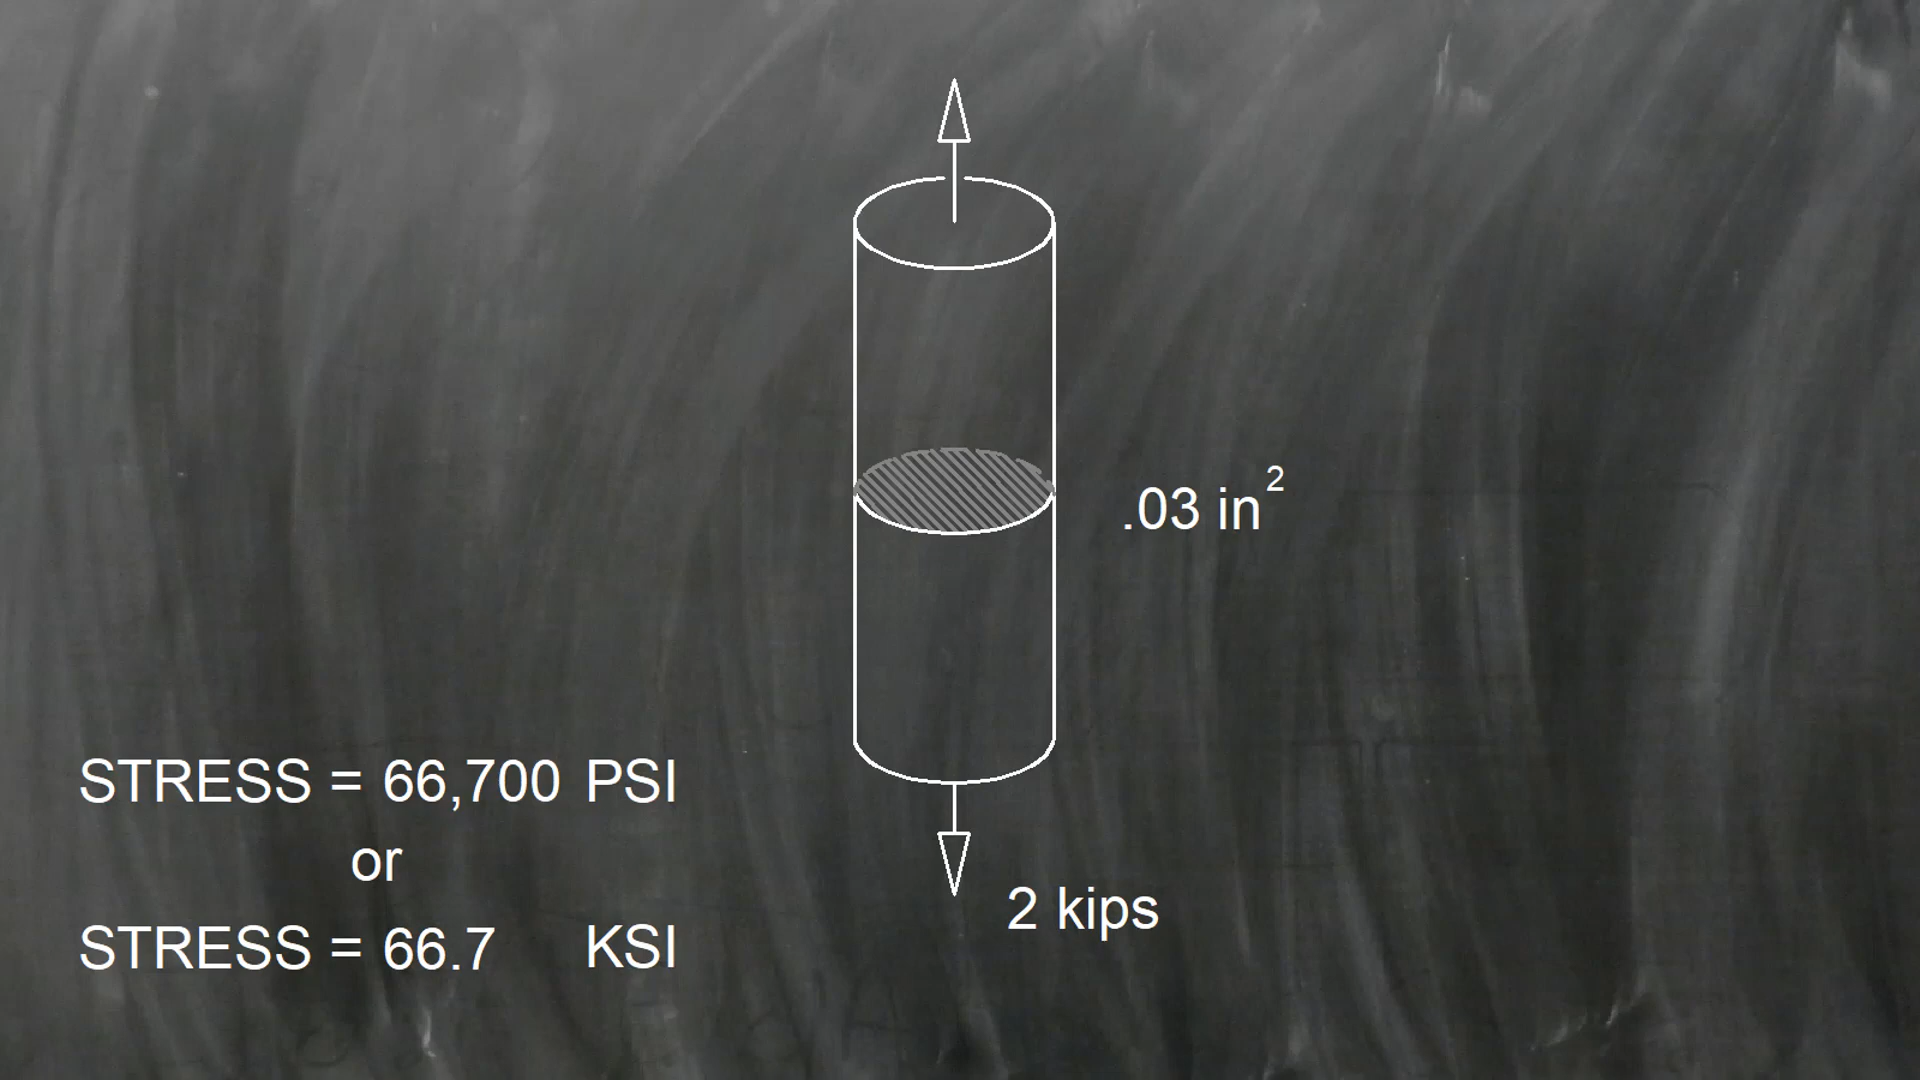 .03 in²
STRESS = 66,700 PSI
or
2 kips
STRESS = 66.7 KSI